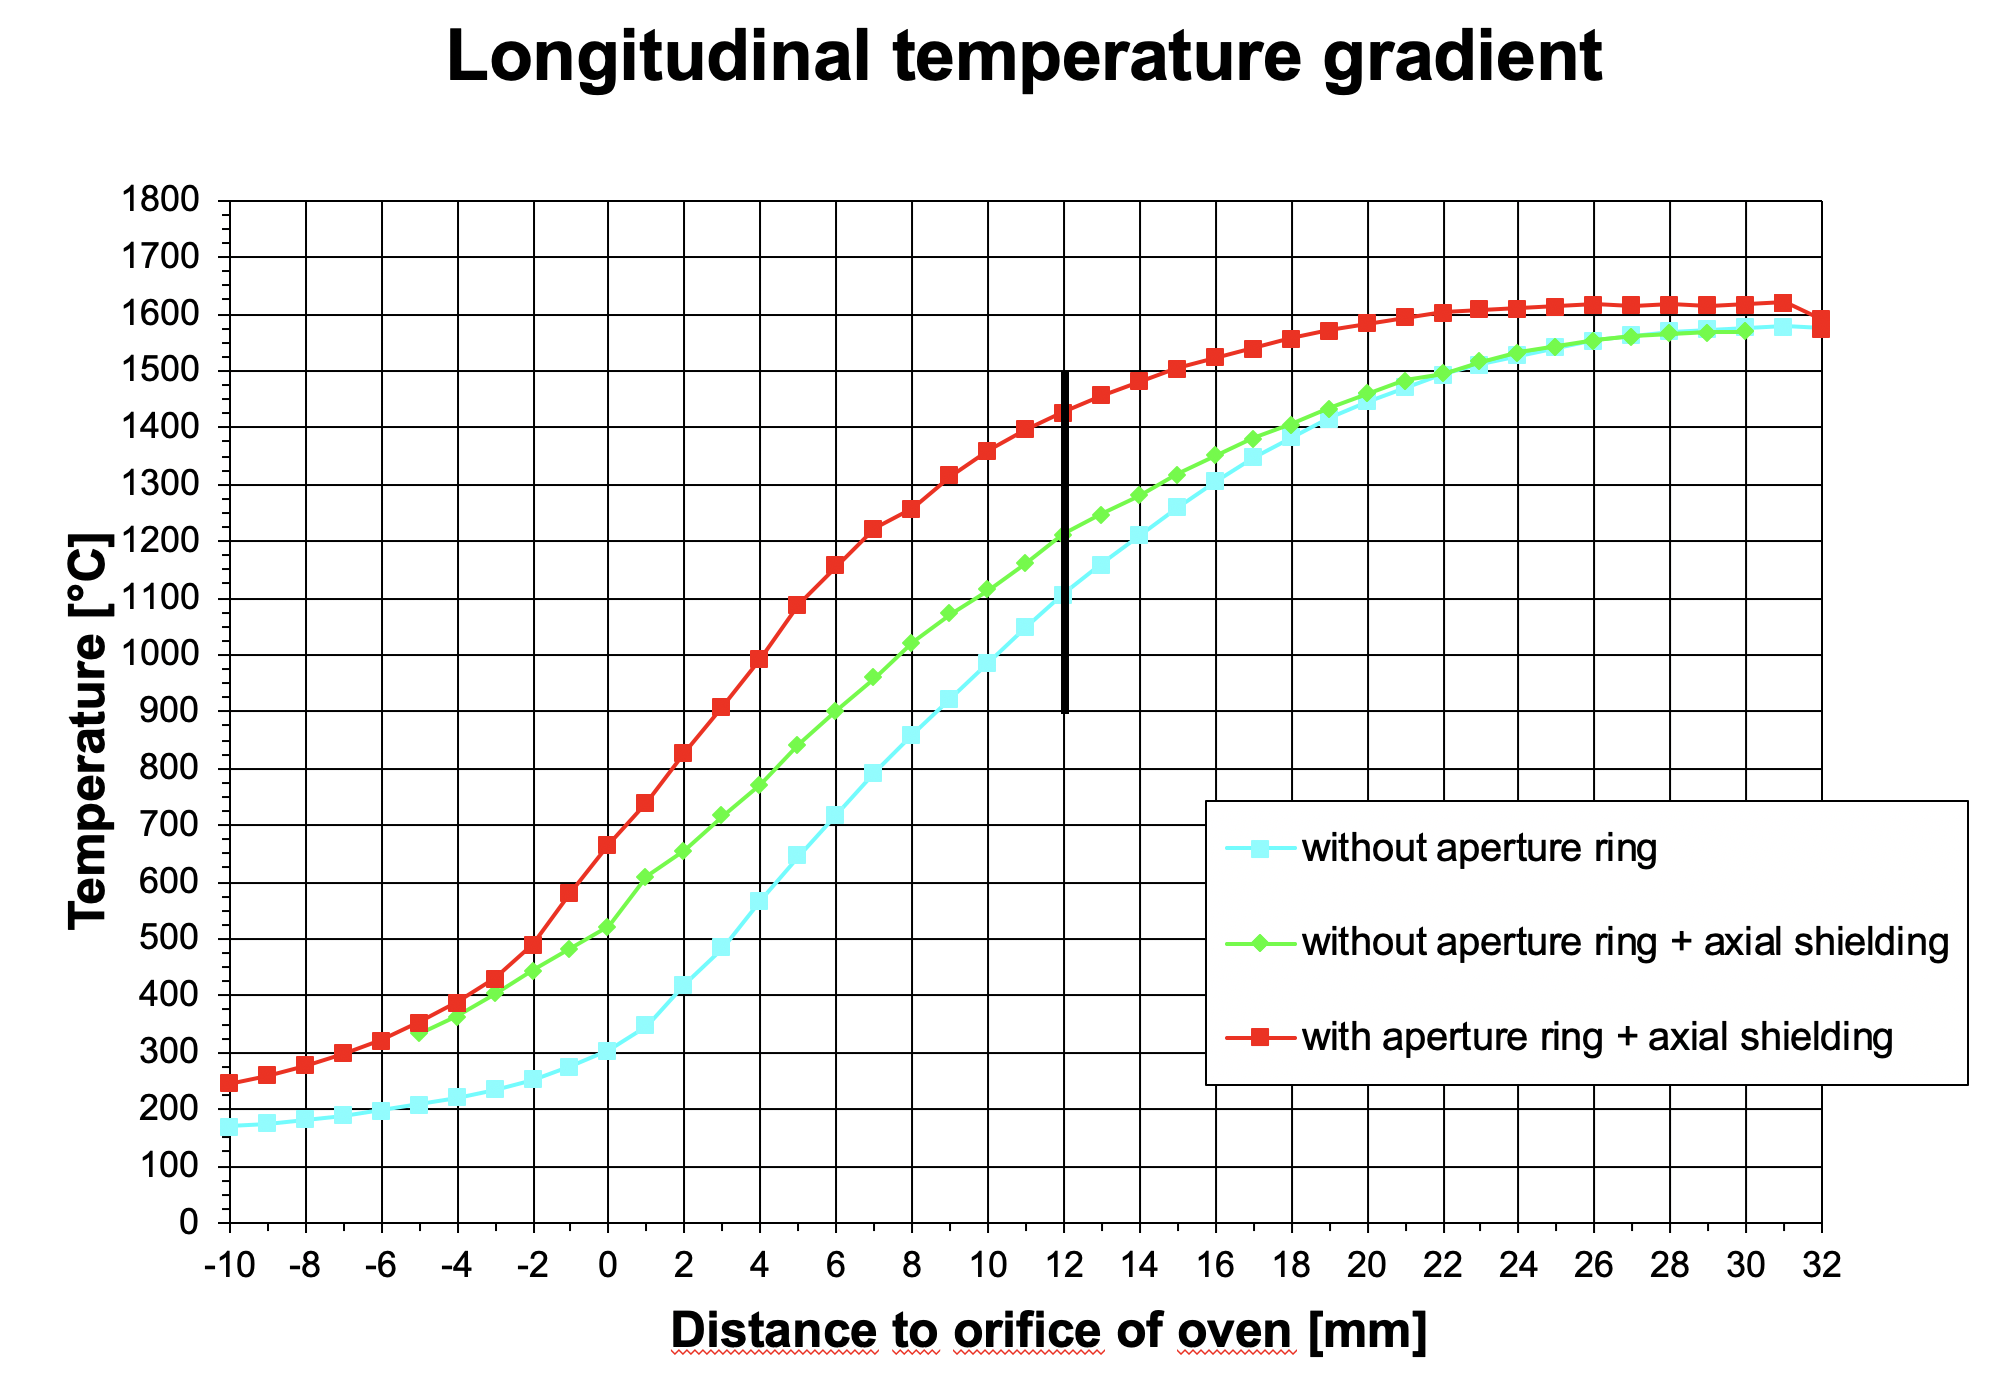 Longitudinal temperature gradient
1800
1700
1600
1500
1400
1300
1200
1100
1000
900
800
700
600
500
400
300
200
100
0
Temperature [°C]
without aperture ring
without aperture ring + axial shielding
with aperture ring + axial shielding
-10 -8 -6 -4 -2 0 2 4 6 8 10 12 14 16 18 20 22 24 26 28 30 32
Distance to orifice of oven [mm]